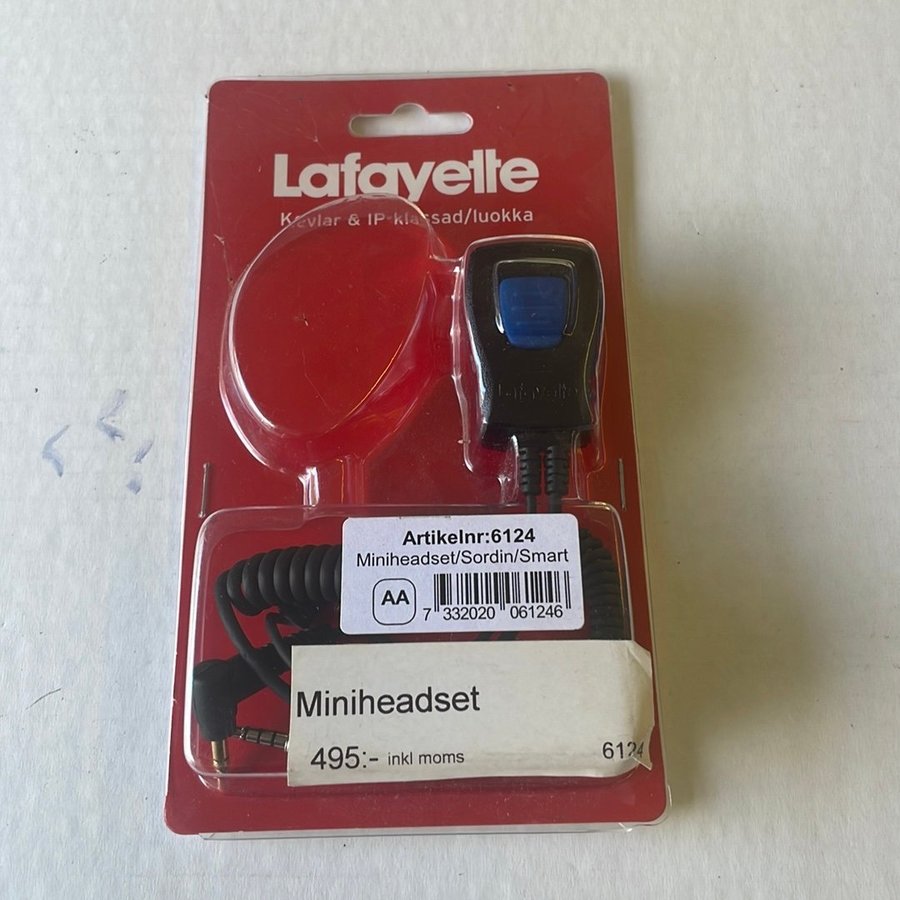 Lafayette
Kevlar & IP-klassad/luokka
Lafayette
Artikelnr:6124
Miniheadset/Sordin/Smart
AA
7 332020 061246
Miniheadset
495:- inkl moms
6124